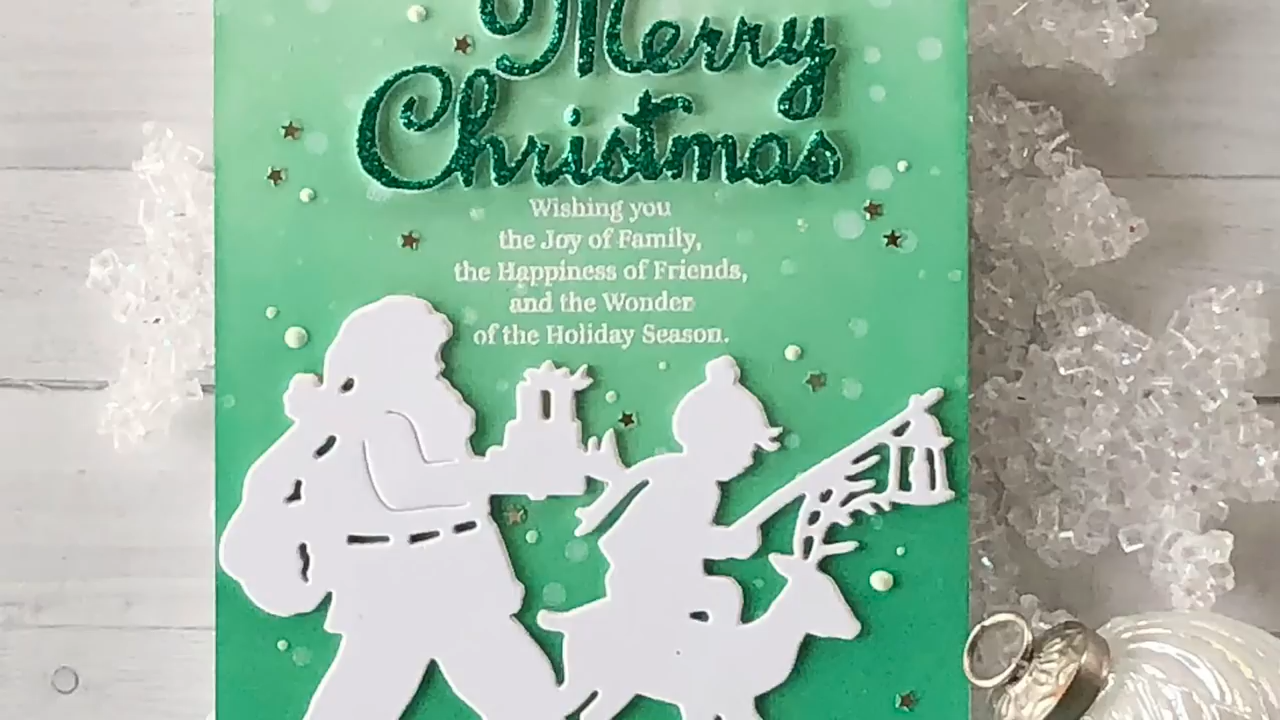 Merry
Christmas
Wishing you
the Joy of Family,
the Happiness of Friends,
and the Wonder
of the Holiday Season.